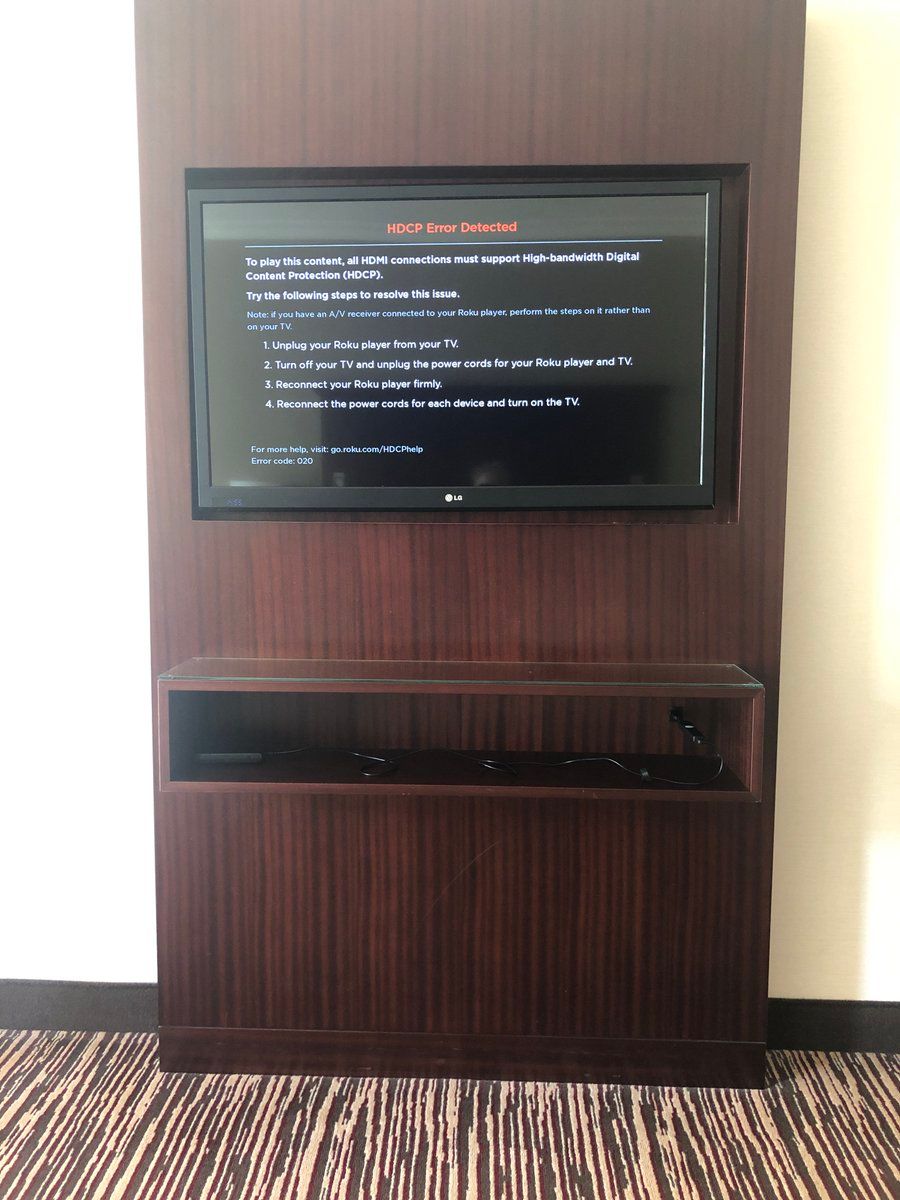 HDCP Error Detected
To play this content, all HDMI connections must support High-bandwidth Digital
Content Protection (HDCP).
Try the following steps to resolve this issue.
Note: if you have an A/V receiver connected to your Roku player, perform the steps on it rather than
on your TV.
1. Unplug your Roku player from your TV.
2. Turn off your TV and unplug the power cords for your Roku player and TV.
3. Reconnect your Roku player firmly.
4. Reconnect the power cords for each device and turn on the TV.
For more help, visit: go.roku.com/HDCPhelp
Error code: 020
LG